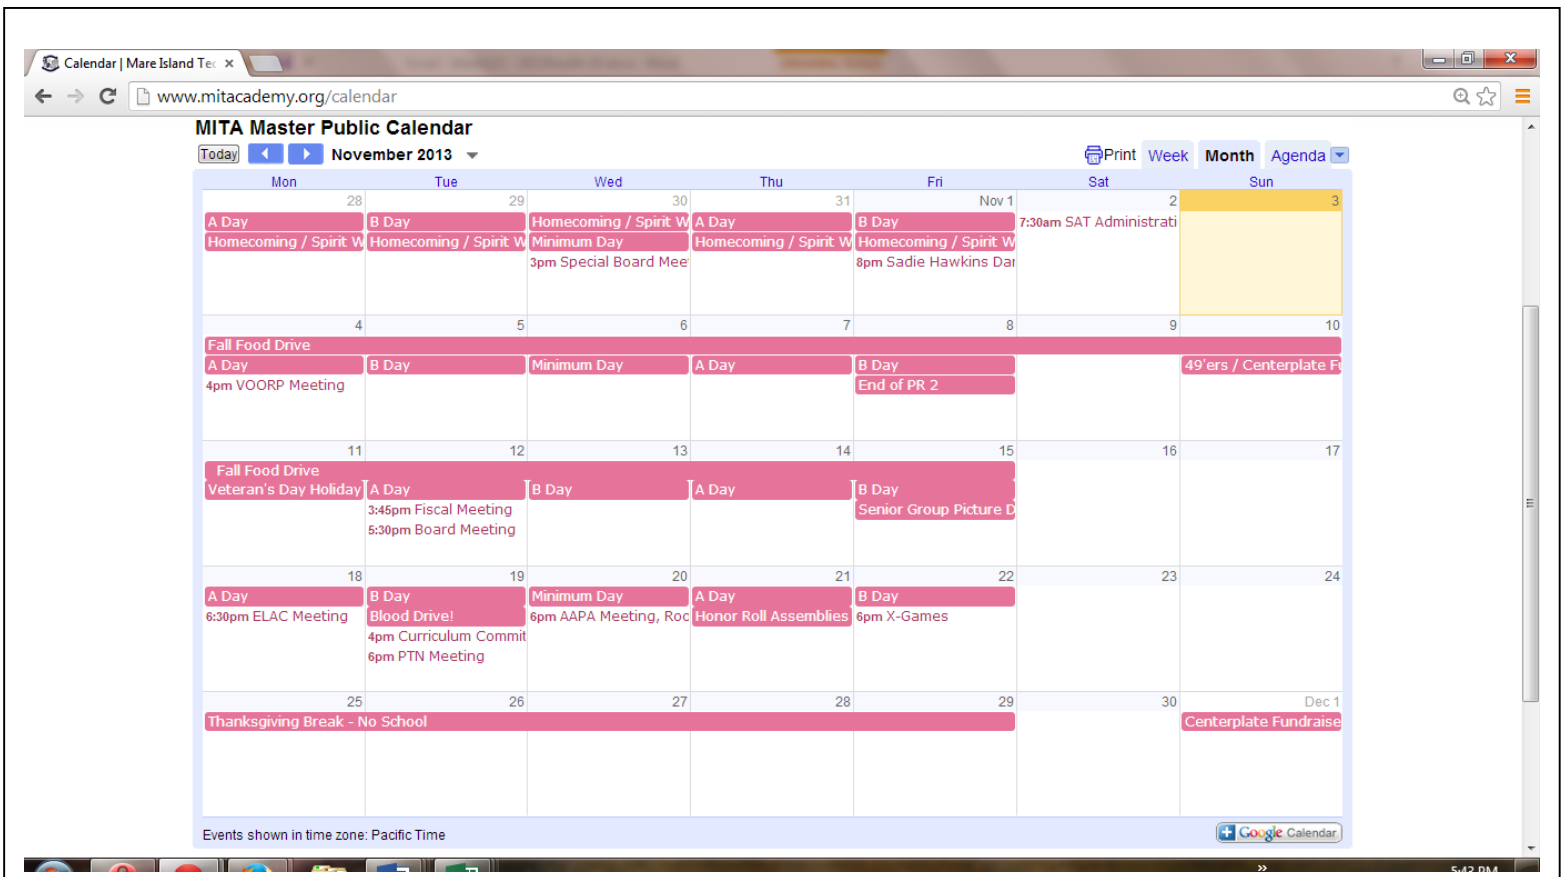 Calendar | Mare Island Tec
www.mitacademy.org/calendar
MITA Master Public Calendar
Today November 2013 Print Week Month Agenda
Mon Tue Wed Thu Fri Sat Sun
28 29 30 31 Nov 1 2 3
A Day B Day Homecoming / Spirit W A Day B Day 7:30am SAT Administrati
Homecoming / Spirit W Homecoming / Spirit W Minimum Day Homecoming / Spirit W Homecoming / Spirit W
3pm Special Board Mee 8pm Sadie Hawkins Dan
4 5 6 7 8 9 10
Fall Food Drive
A Day B Day Minimum Day A Day B Day 49'ers / Centerplate Fu
4pm VOORP Meeting End of PR 2
11 12 13 14 15 16 17
Fall Food Drive
Veteran's Day Holiday A Day B Day A Day B Day
3:45pm Fiscal Meeting Senior Group Picture D
5:30pm Board Meeting
18 19 20 21 22 23 24
A Day B Day Minimum Day A Day B Day
6:30pm ELAC Meeting Blood Drive! 6pm AAPA Meeting, Roo Honor Roll Assemblies 6pm X-Games
4pm Curriculum Commit
6pm PTN Meeting
25 26 27 28 29 30 Dec 1
Thanksgiving Break - No School Centerplate Fundraise
Events shown in time zone: Pacific Time Google Calendar
5:43 PM